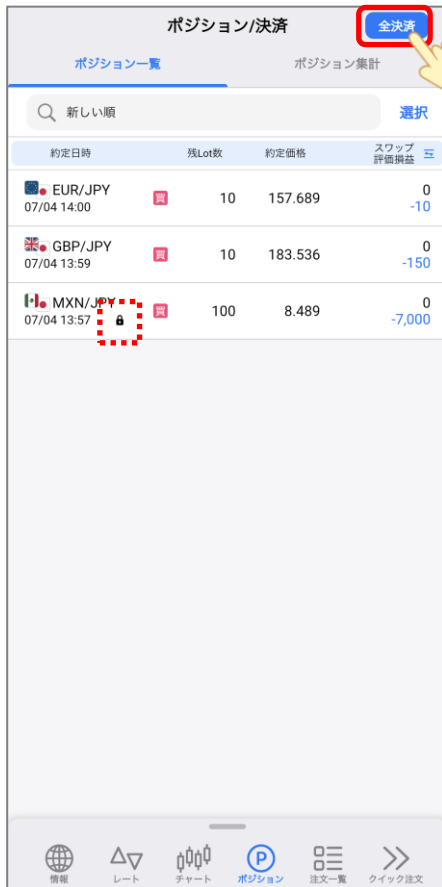 ポジション/決済
全決済
ポジション一覧
ポジション集計
新しい順
選択
約定日時
残Lot数
約定価格
スワップ
評価損益
EUR/JPY
07/04 14:00
買
10
157.689
0
-10
GBP/JPY
07/04 13:59
買
10
183.536
0
-150
MXN/JPY
07/04 13:57
買
100
8.489
0
-7,000
情報
レート
チャート
P
ポジション
注文一覧
クイック注文